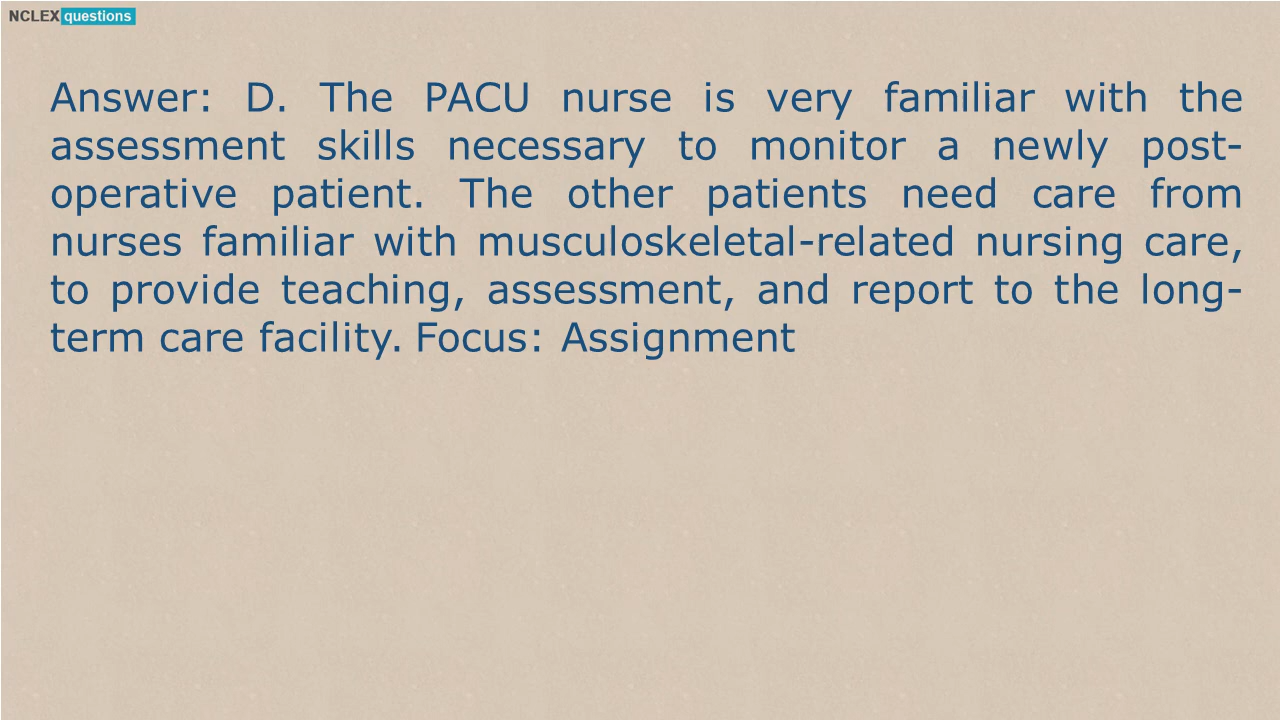 NCLEX questions
Answer: D. The PACU nurse is very familiar with the
assessment skills necessary to monitor a newly post-
operative patient. The other patients need care from
nurses familiar with musculoskeletal-related nursing care,
to provide teaching, assessment, and report to the long-
term care facility. Focus: Assignment